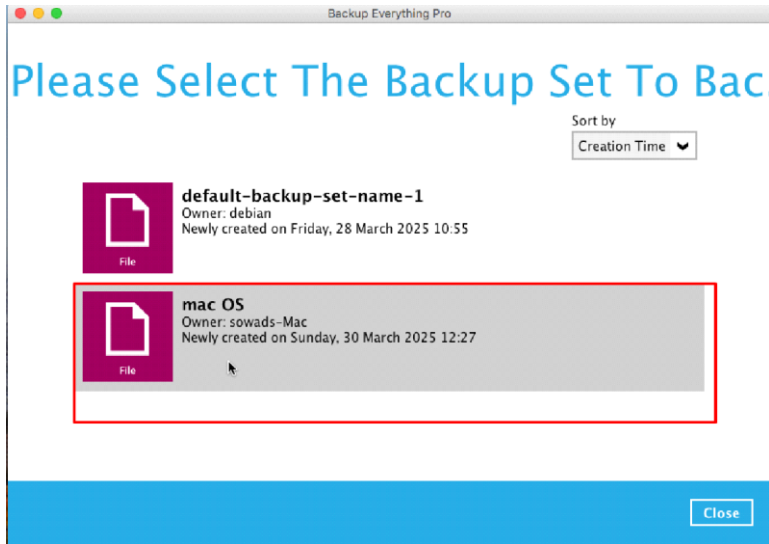 Backup Everything Pro
Please Select The Backup Set To Bac
Sort by
Creation Time
default-backup-set-name-1
Owner: debian
Newly created on Friday, 28 March 2025 10:55
File
mac OS
Owner: sowads-Mac
Newly created on Sunday, 30 March 2025 12:27
File
Close